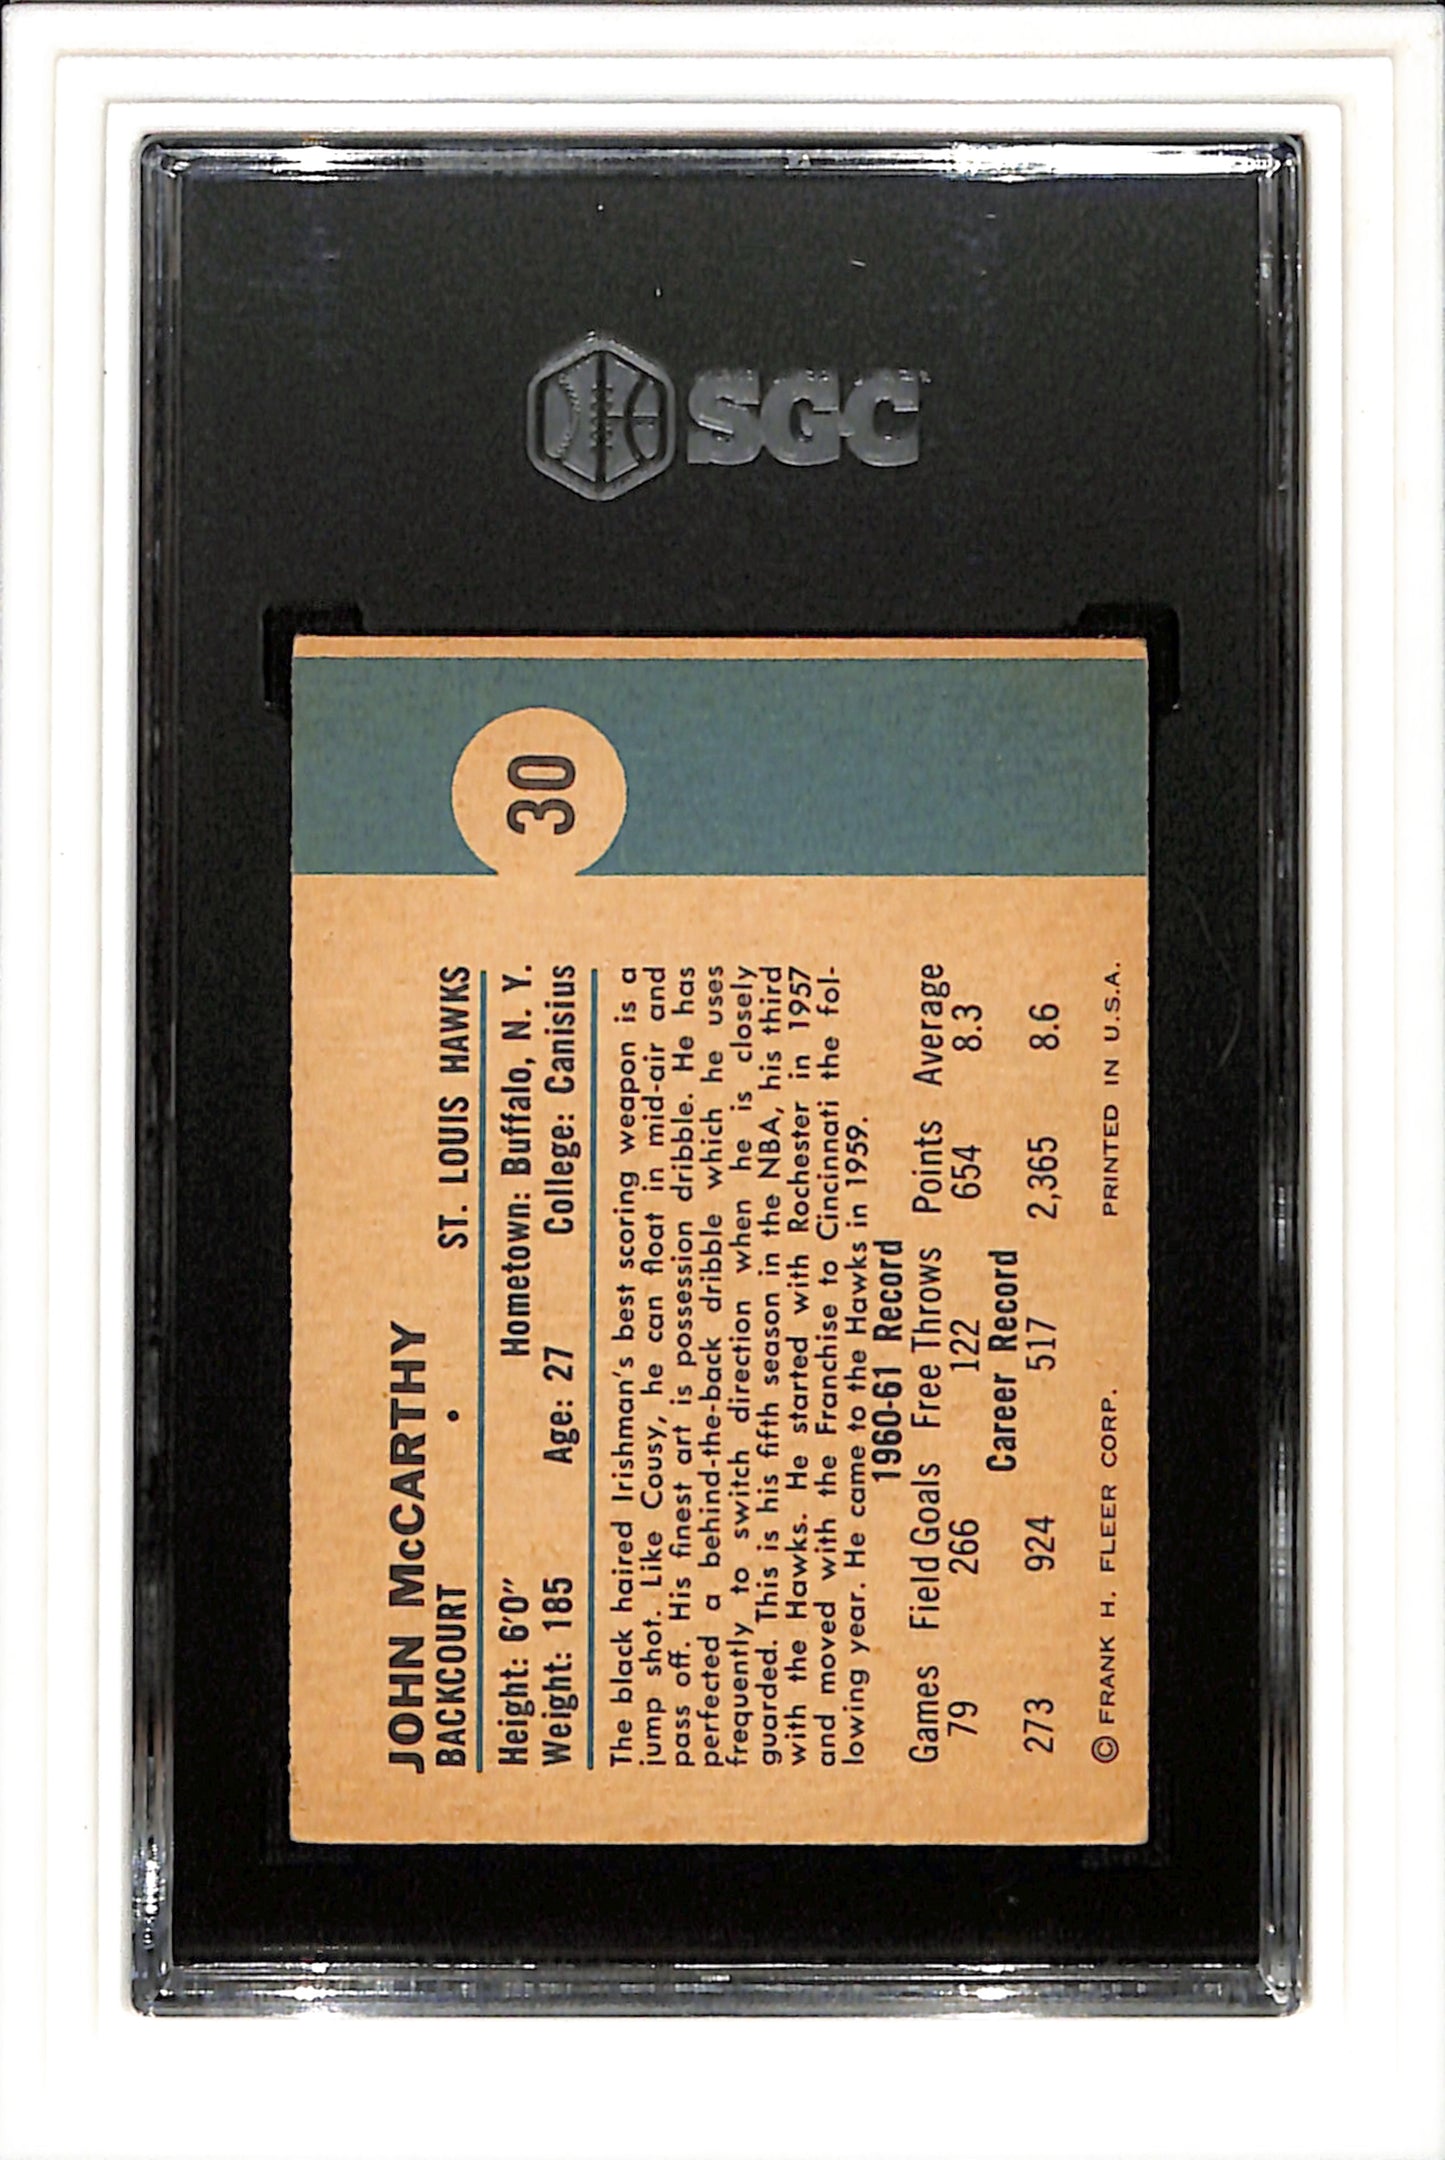 SGC
30
JOHN McCARTHY
BACKCOURT • ST. LOUIS HAWKS
Height: 6'0" Hometown: Buffalo, N. Y.
Weight: 185 Age: 27 College: Canisius
The black haired Irishman's best scoring weapon is a
jump shot. Like Cousy, he can float in mid-air and
pass off. His finest art is possession dribble. He has
perfected a behind-the-back dribble which he uses
frequently to switch direction when he is closely
guarded. This is his fifth season in the NBA, his third
with the Hawks. He started with Rochester in 1957
and moved with the Franchise to Cincinnati the fol-
lowing year. He came to the Hawks in 1959.
1960-61 Record
Games Field Goals Free Throws Points Average
79 266 122 654 8.3
Career Record
273 924 517 2,365 8.6
© FRANK H. FLEER CORP. PRINTED IN U.S.A.